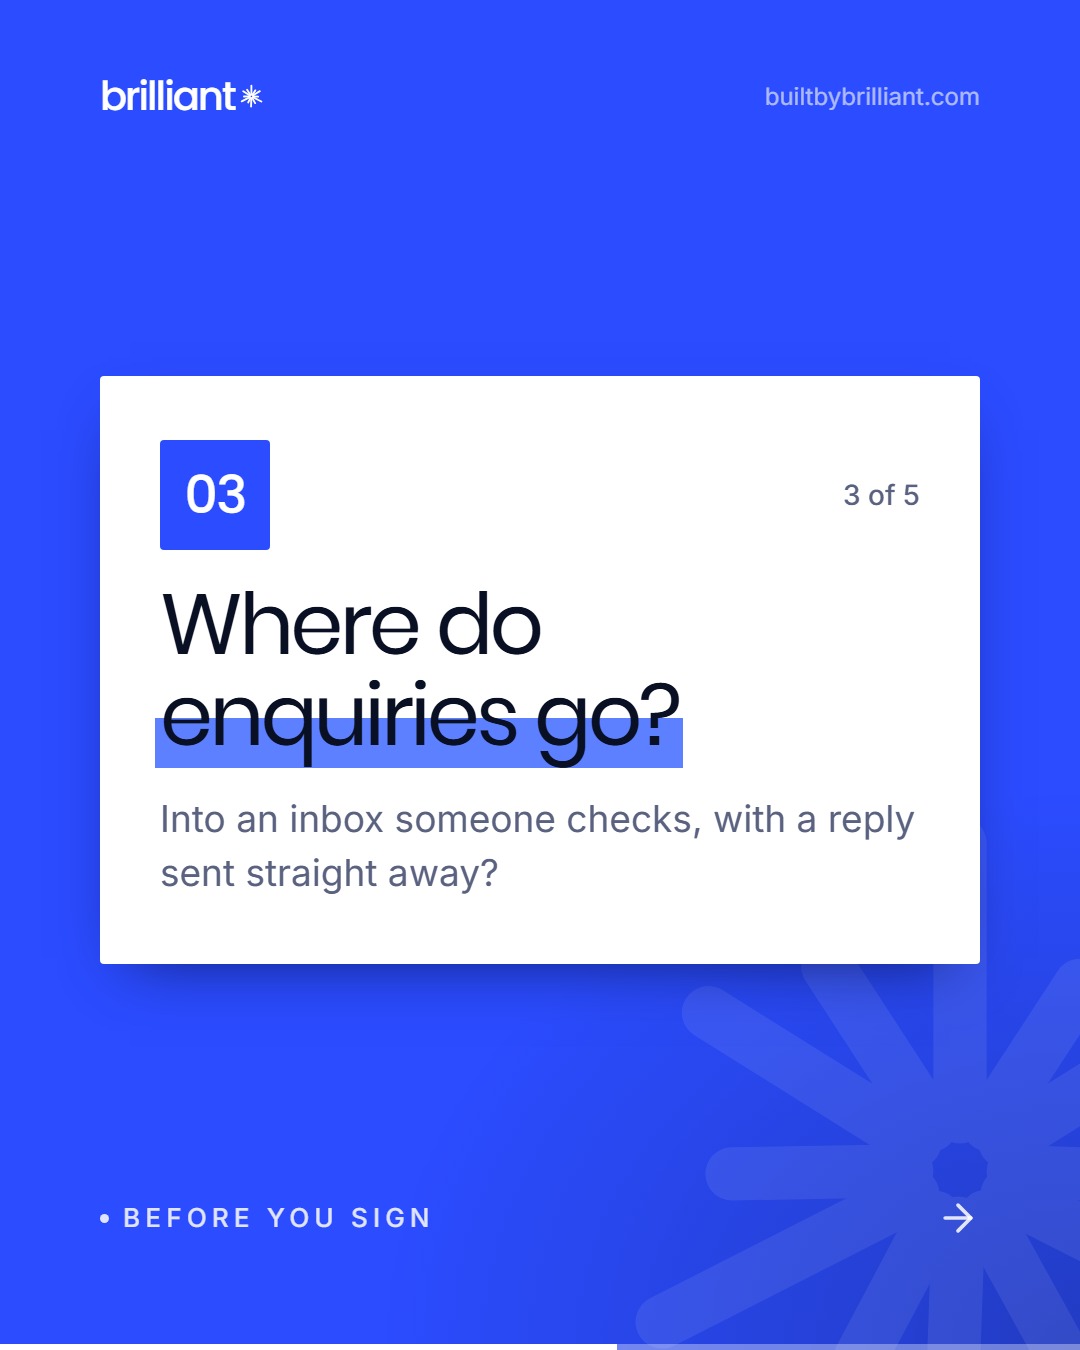 brilliant
builtbybrilliant.com
03
3 of 5
Where do
enquiries go?
Into an inbox someone checks, with a reply
sent straight away?
BEFORE YOU SIGN